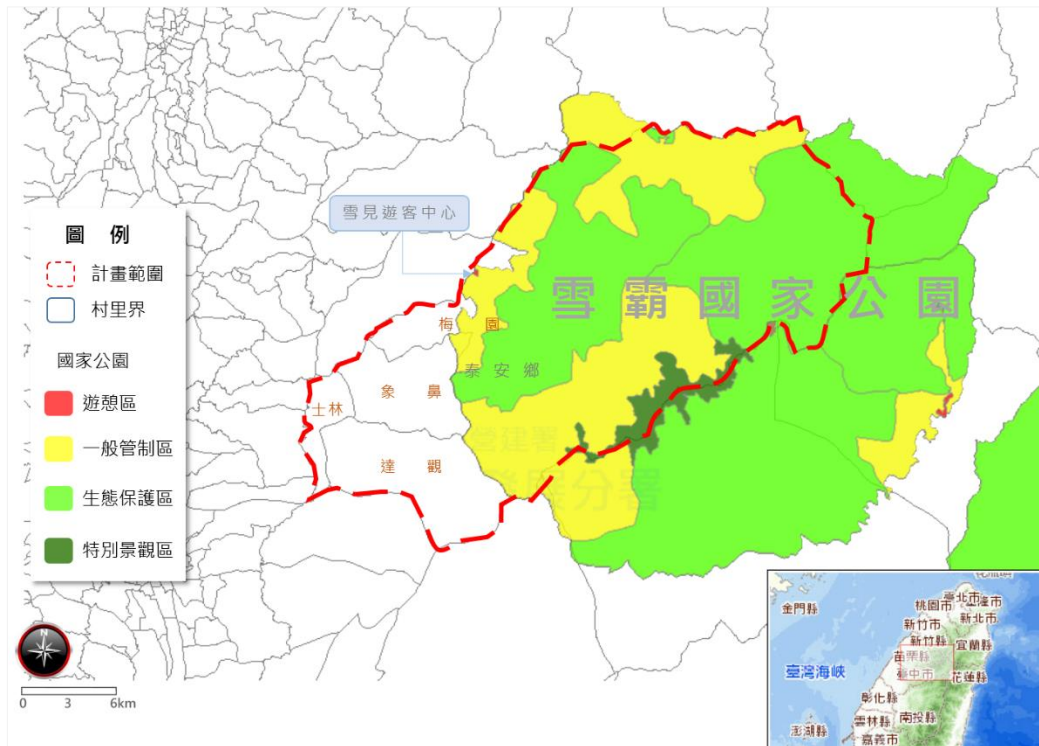 雪見遊客中心
圖 例
計畫範圍
村里界
國家公園
遊憩區
一般管制區
生態保護區
特別景觀區
雪霸國家公園
梅 園
泰安鄉
象 鼻
士林
達 觀
營建署
發展分署
N
0 3 6km
金門縣
臺北市
桃園市
基隆市
新北市
新竹市
新竹縣
宜蘭縣
苗栗縣
臺中市
臺灣海峽
花蓮縣
彰化縣
南投縣
雲林縣
澎湖縣
嘉義市